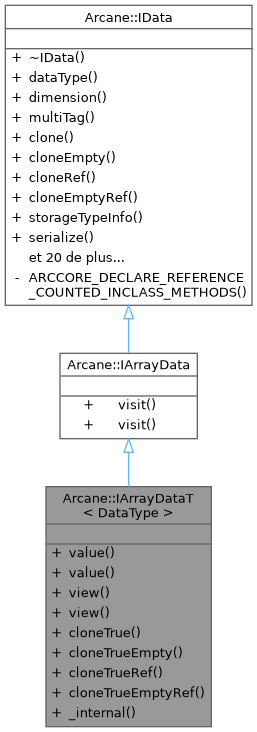 Arcane::IData
+ ~IData()
+ dataType()
+ dimension()
+ multiTag()
+ clone()
+ cloneEmpty()
+ cloneRef()
+ cloneEmptyRef()
+ storageTypeInfo()
+ serialize()
et 20 de plus...
- ARCCORE_DECLARE_REFERENCE
_COUNTED_INCLASS_METHODS()
Arcane::IArrayData
+ visit()
+ visit()
Arcane::IArrayDataT
< DataType >
+ value()
+ value()
+ view()
+ view()
+ cloneTrue()
+ cloneTrueEmpty()
+ cloneTrueRef()
+ cloneTrueEmptyRef()
+ _internal()